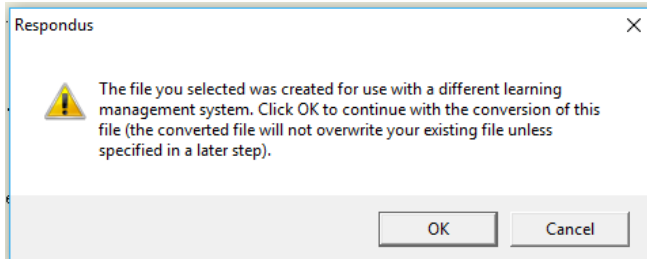 Respondus
The file you selected was created for use with a different learning
management system. Click OK to continue with the conversion of this
file (the converted file will not overwrite your existing file unless
specified in a later step).
OK Cancel